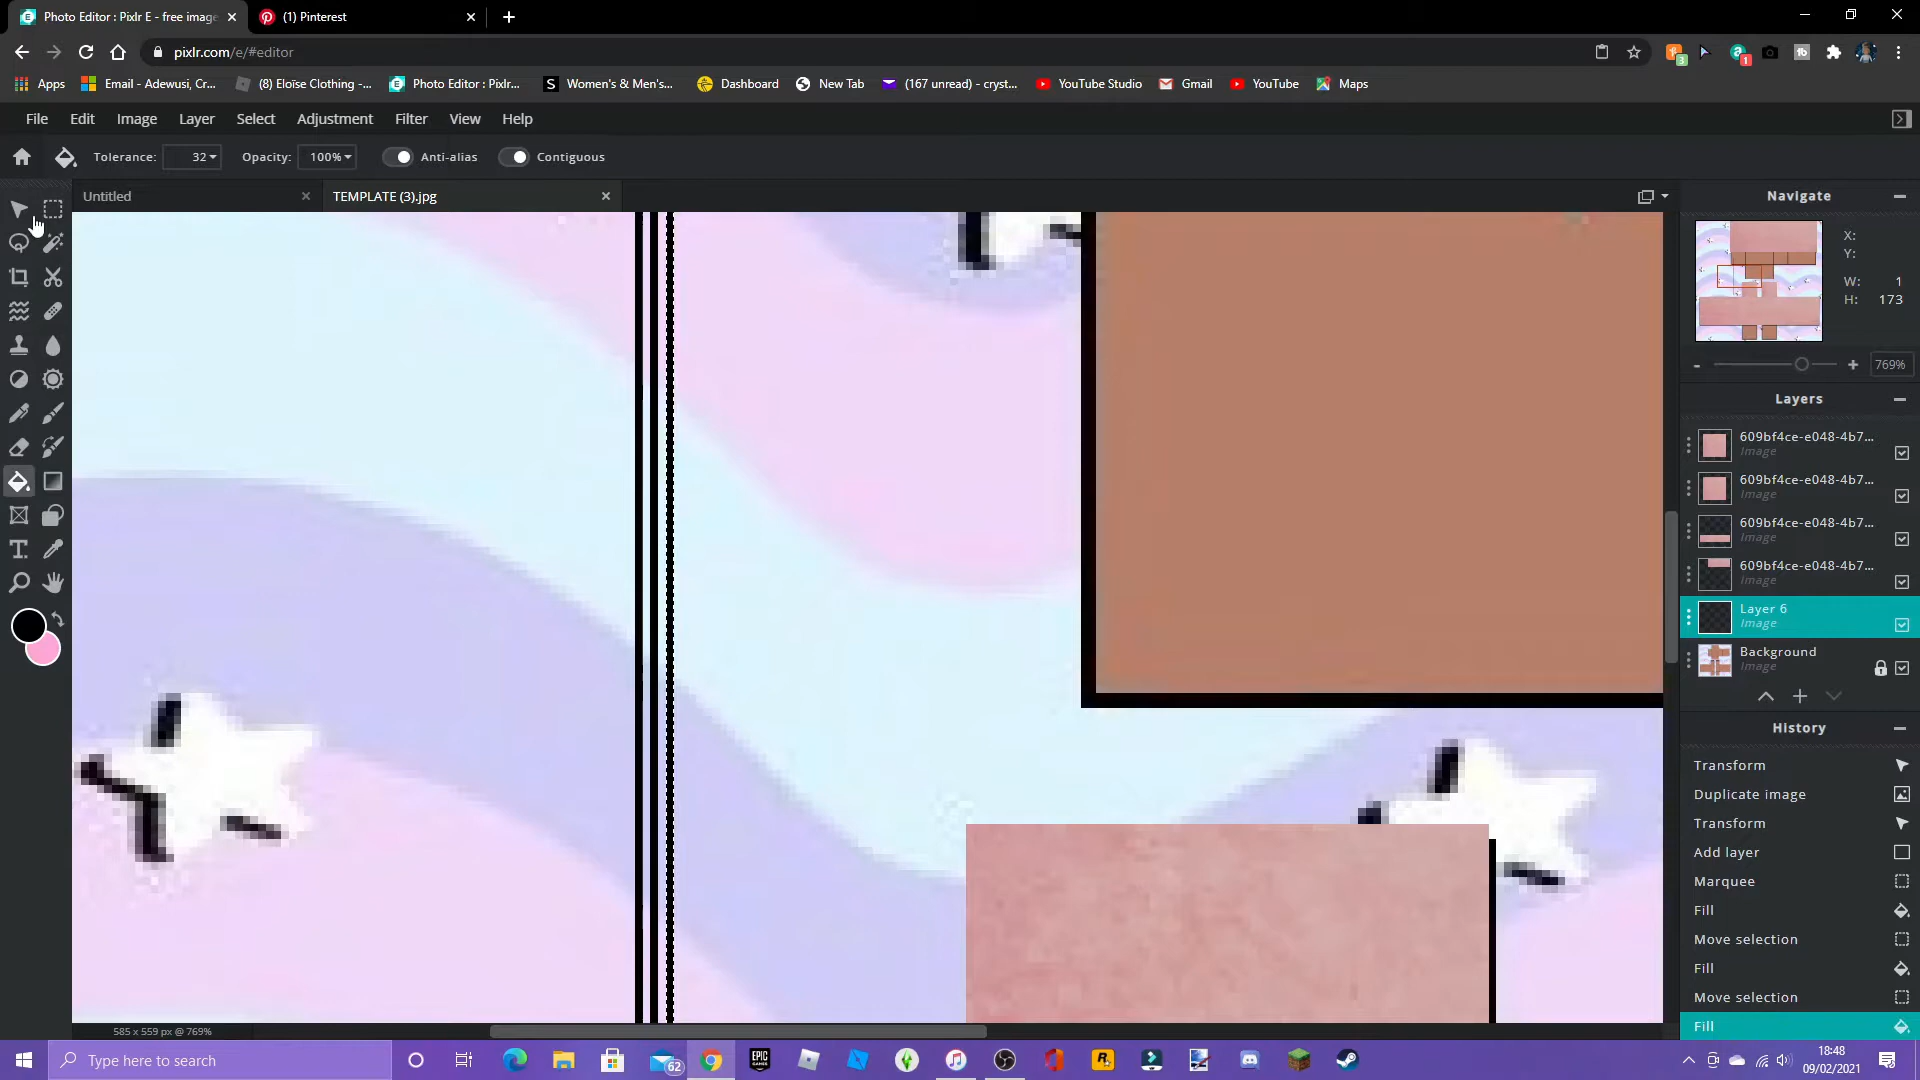 Photo Editor : Pixlr E - free image
(1) Pinterest
pixlr.com/e/#editor
3
1
Apps
Email - Adewusi, Cr...
(8) Eloïse Clothing -...
Photo Editor : Pixlr...
Women's & Men's...
Dashboard
New Tab
(167 unread) - cryst...
YouTube Studio
Gmail
YouTube
Maps
File
Edit
Image
Layer
Select
Adjustment
Filter
View
Help
Tolerance:
32
Opacity:
100%
Anti-alias
Contiguous
Untitled
TEMPLATE (3).jpg
Navigate
X:
Y:
W: 1
H: 173
769%
Layers
609bf4ce-e048-4b7...
Image
609bf4ce-e048-4b7...
Image
609bf4ce-e048-4b7...
Image
609bf4ce-e048-4b7...
Image
Layer 6
Image
Background
Image
History
Transform
Duplicate image
Transform
Add layer
Marquee
Fill
Move selection
Fill
Move selection
Fill
585 x 559 px @ 769%
Type here to search
62
EPIC GAMES
18:48
09/02/2021